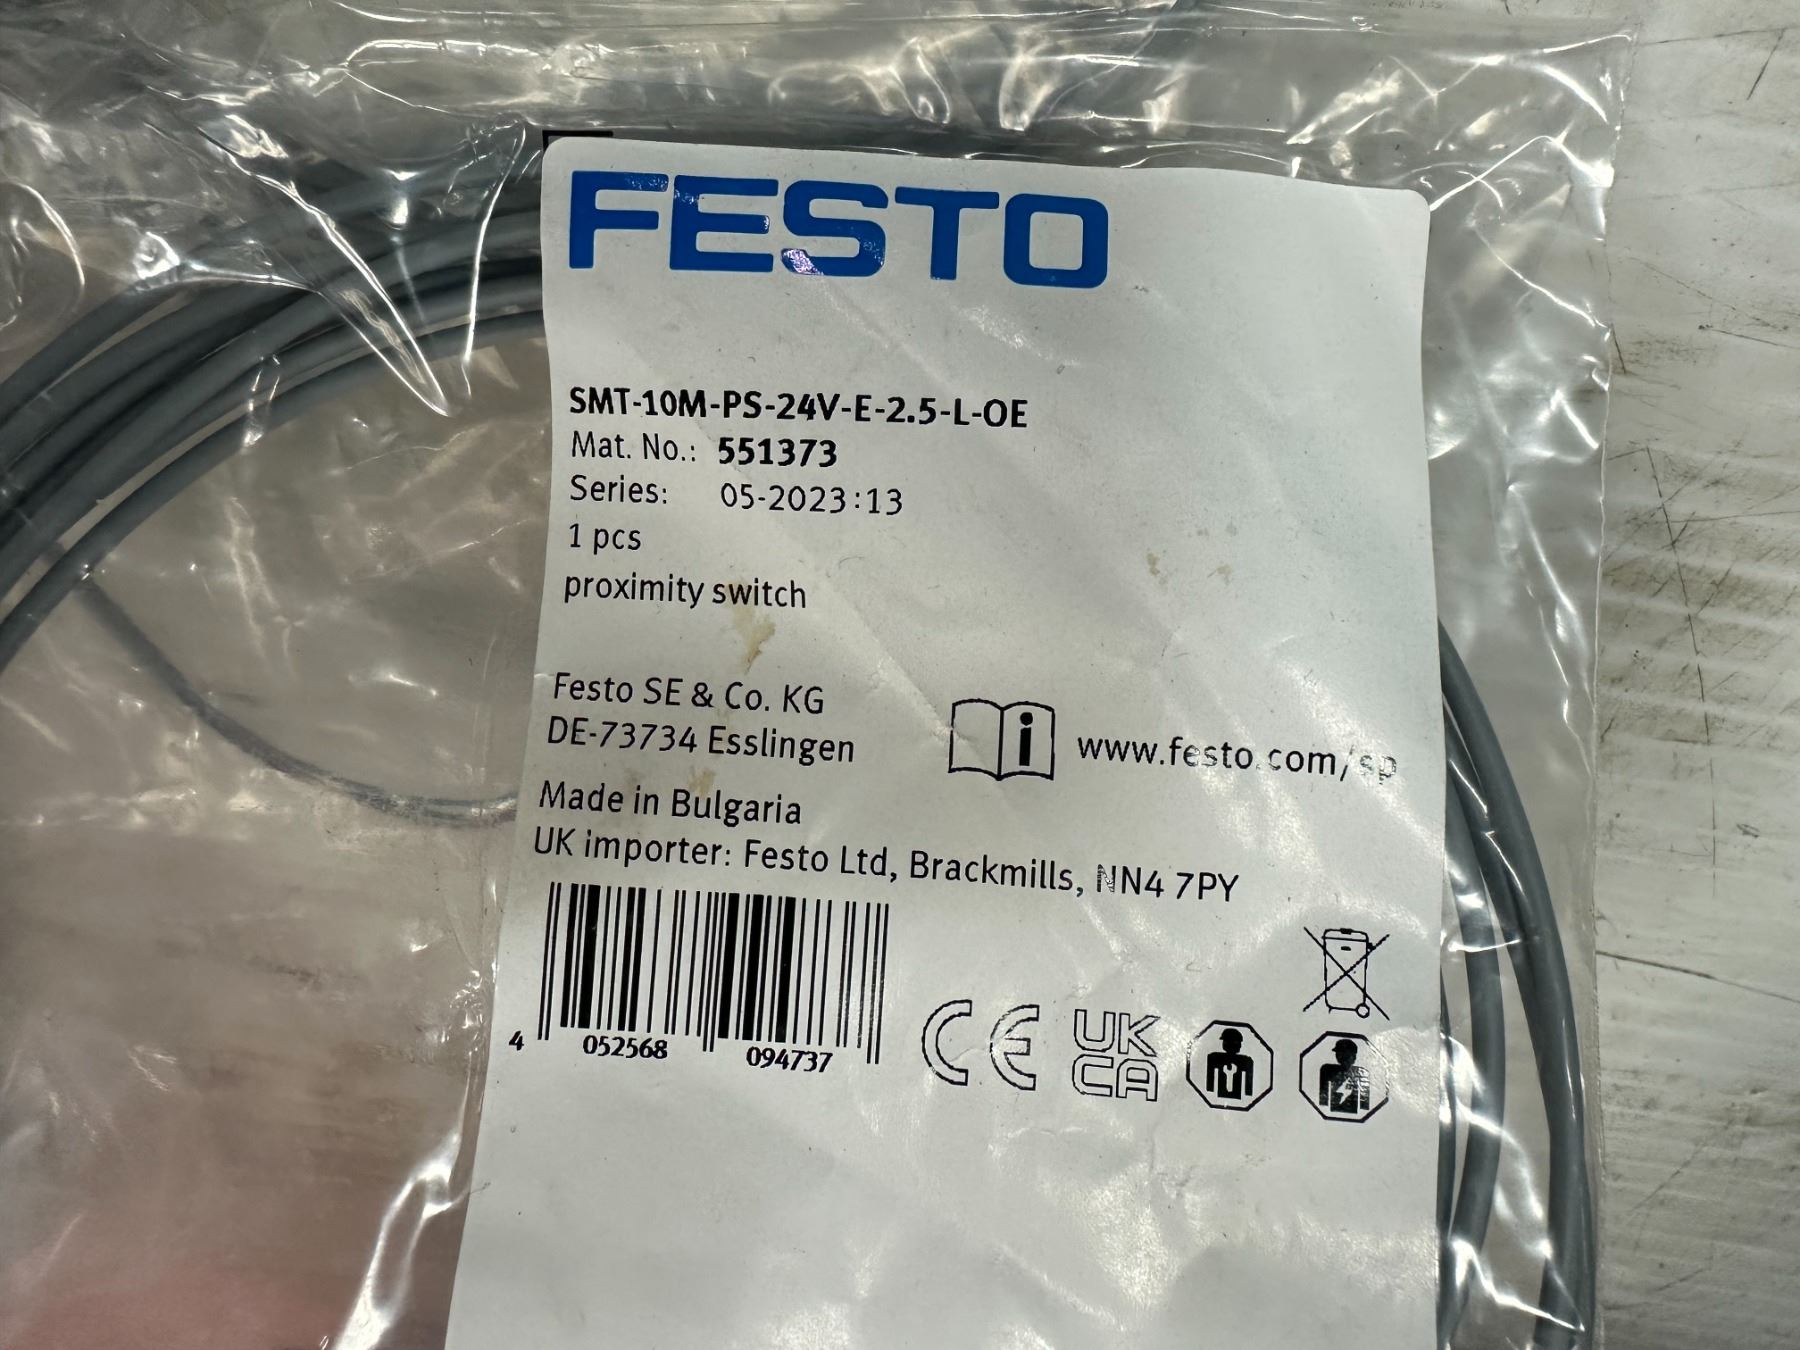 FESTO
SMT-10M-PS-24V-E-2.5-L-OE
Mat. No.: 551373
Series: 05-2023:13
1 pcs
proximity switch
Festo SE & Co. KG
DE-73734 Esslingen
www.festo.com/sp
Made in Bulgaria
UK importer: Festo Ltd, Brackmills, NN4 7PY
4 052568 094737
CE UK
CA